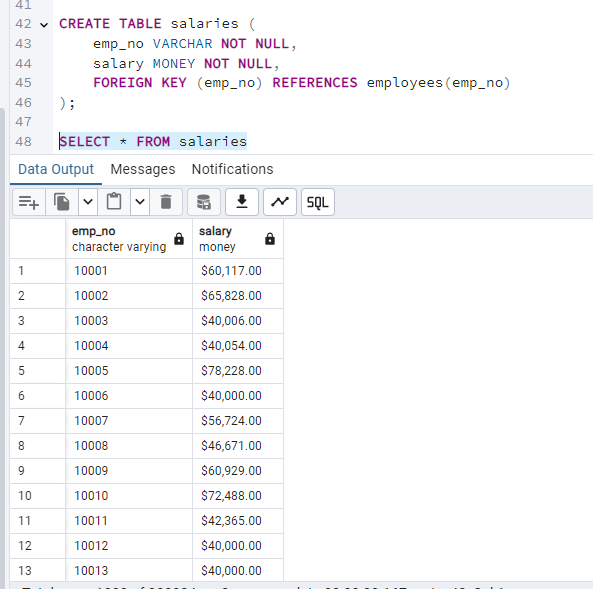 41
42 CREATE TABLE salaries (
43 emp_no VARCHAR NOT NULL,
44 salary MONEY NOT NULL,
45 FOREIGN KEY (emp_no) REFERENCES employees(emp_no)
46 );
47
48 SELECT * FROM salaries
Data Output Messages Notifications
SQL
emp_no salary
character varying money
1 10001 $60,117.00
2 10002 $65,828.00
3 10003 $40,006.00
4 10004 $40,054.00
5 10005 $78,228.00
6 10006 $40,000.00
7 10007 $56,724.00
8 10008 $46,671.00
9 10009 $60,929.00
10 10010 $72,488.00
11 10011 $42,365.00
12 10012 $40,000.00
13 10013 $40,000.00